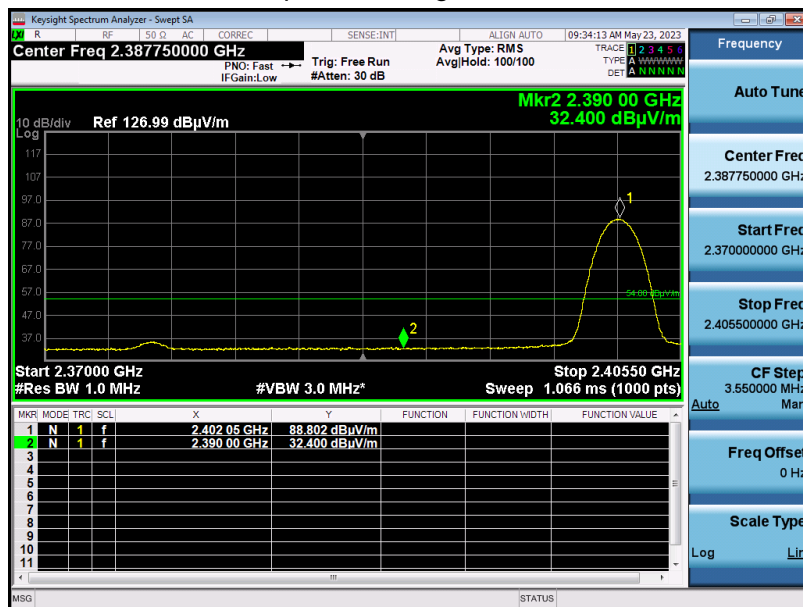 Keysight Spectrum Analyzer - Swept SA
LXI R RF 50 Ω AC CORREC SENSE:INT ALIGN AUTO 09:34:13 AM May 23, 2023
Center Freq 2.387750000 GHz
PNO: Fast Trig: Free Run Avg Type: RMS TRACE 1 2 3 4 5 6
IFGain:Low #Atten: 30 dB Avg|Hold: 100/100 TYPE A WWWWW
DET A N N N N N
Mkr2 2.390 00 GHz
32.400 dBµV/m
10 dB/div Ref 126.99 dBµV/m
Log
117
107
97.0
1
87.0
77.0
67.0
57.0
54.00 dBµV/m
47.0
37.0
2
Start 2.37000 GHz Stop 2.40550 GHz
#Res BW 1.0 MHz #VBW 3.0 MHz* Sweep 1.066 ms (1000 pts)
MKR MODE TRC SCL X Y FUNCTION FUNCTION WIDTH FUNCTION VALUE
1 N 1 f 2.402 05 GHz 88.802 dBµV/m
2 N 1 f 2.390 00 GHz 32.400 dBµV/m
3
4
5
6
7
8
9
10
11
MSG STATUS
Frequency
Auto Tune
Center Freq
2.387750000 GHz
Start Freq
2.370000000 GHz
Stop Freq
2.405500000 GHz
CF Step
3.550000 MHz
Auto Man
Freq Offset
0 Hz
Scale Type
Log Lin